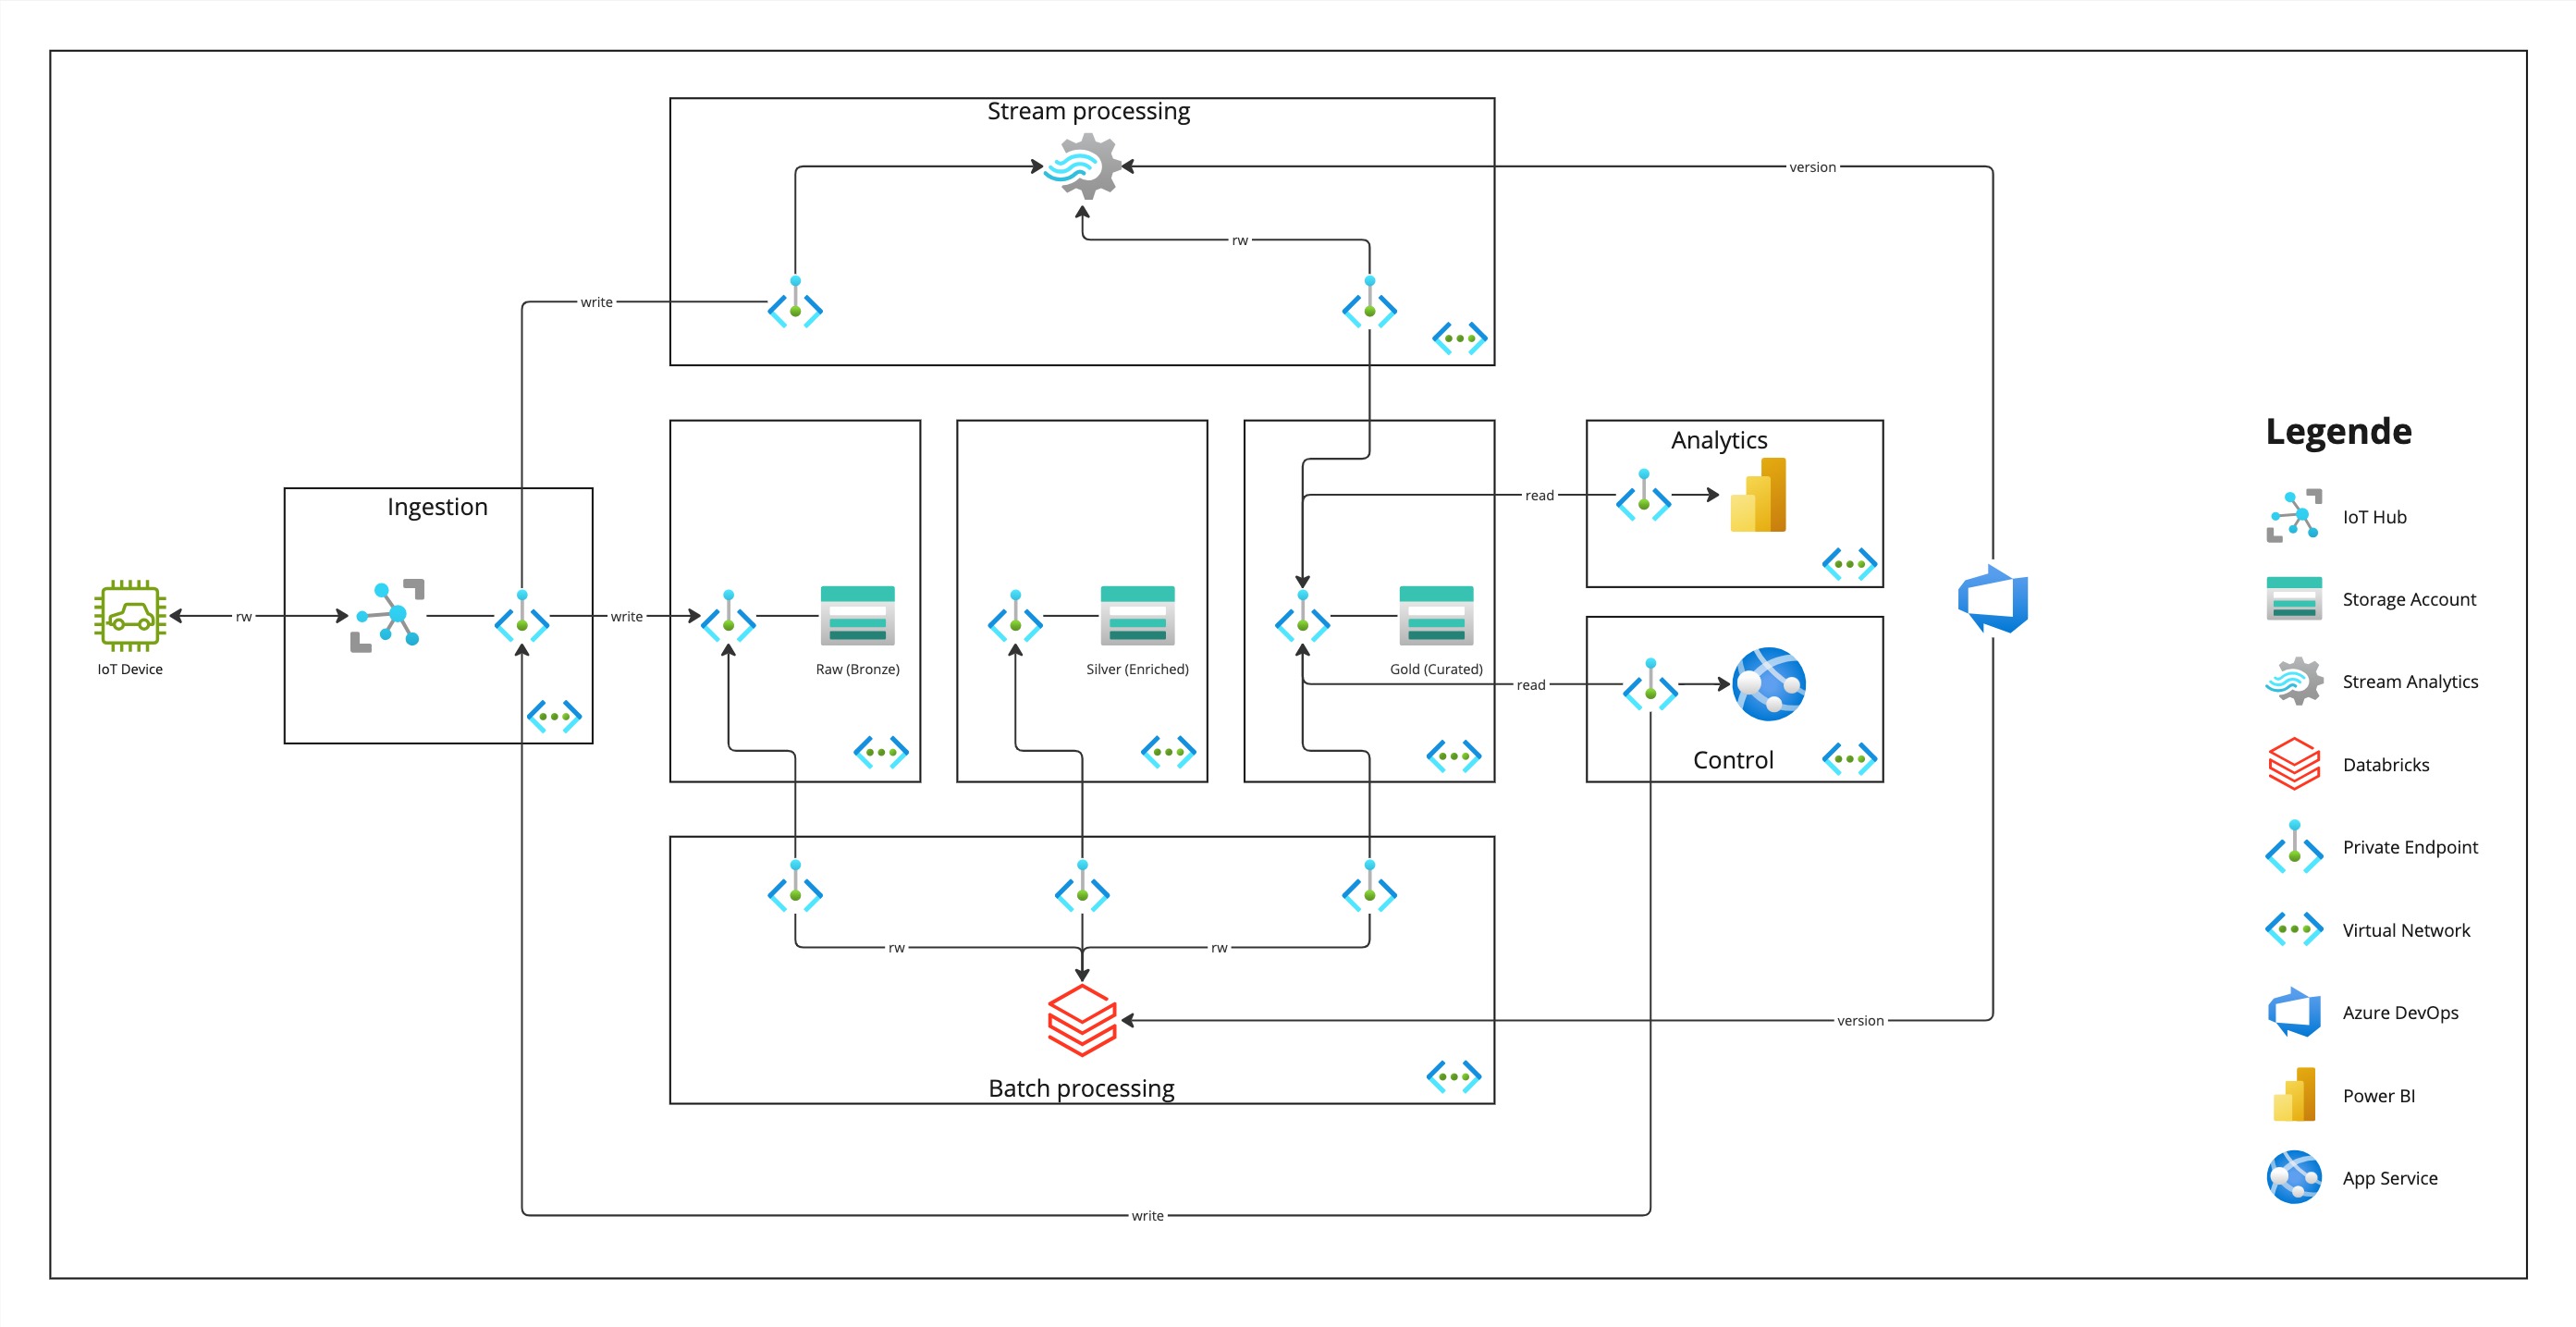 Stream processing
version
rw
write
Analytics
read
Ingestion
rw
write
IoT Device
Raw (Bronze)
Silver (Enriched)
Gold (Curated)
read
Control
rw
rw
version
Batch processing
write
Legende
IoT Hub
Storage Account
Stream Analytics
Databricks
Private Endpoint
Virtual Network
Azure DevOps
Power BI
App Service